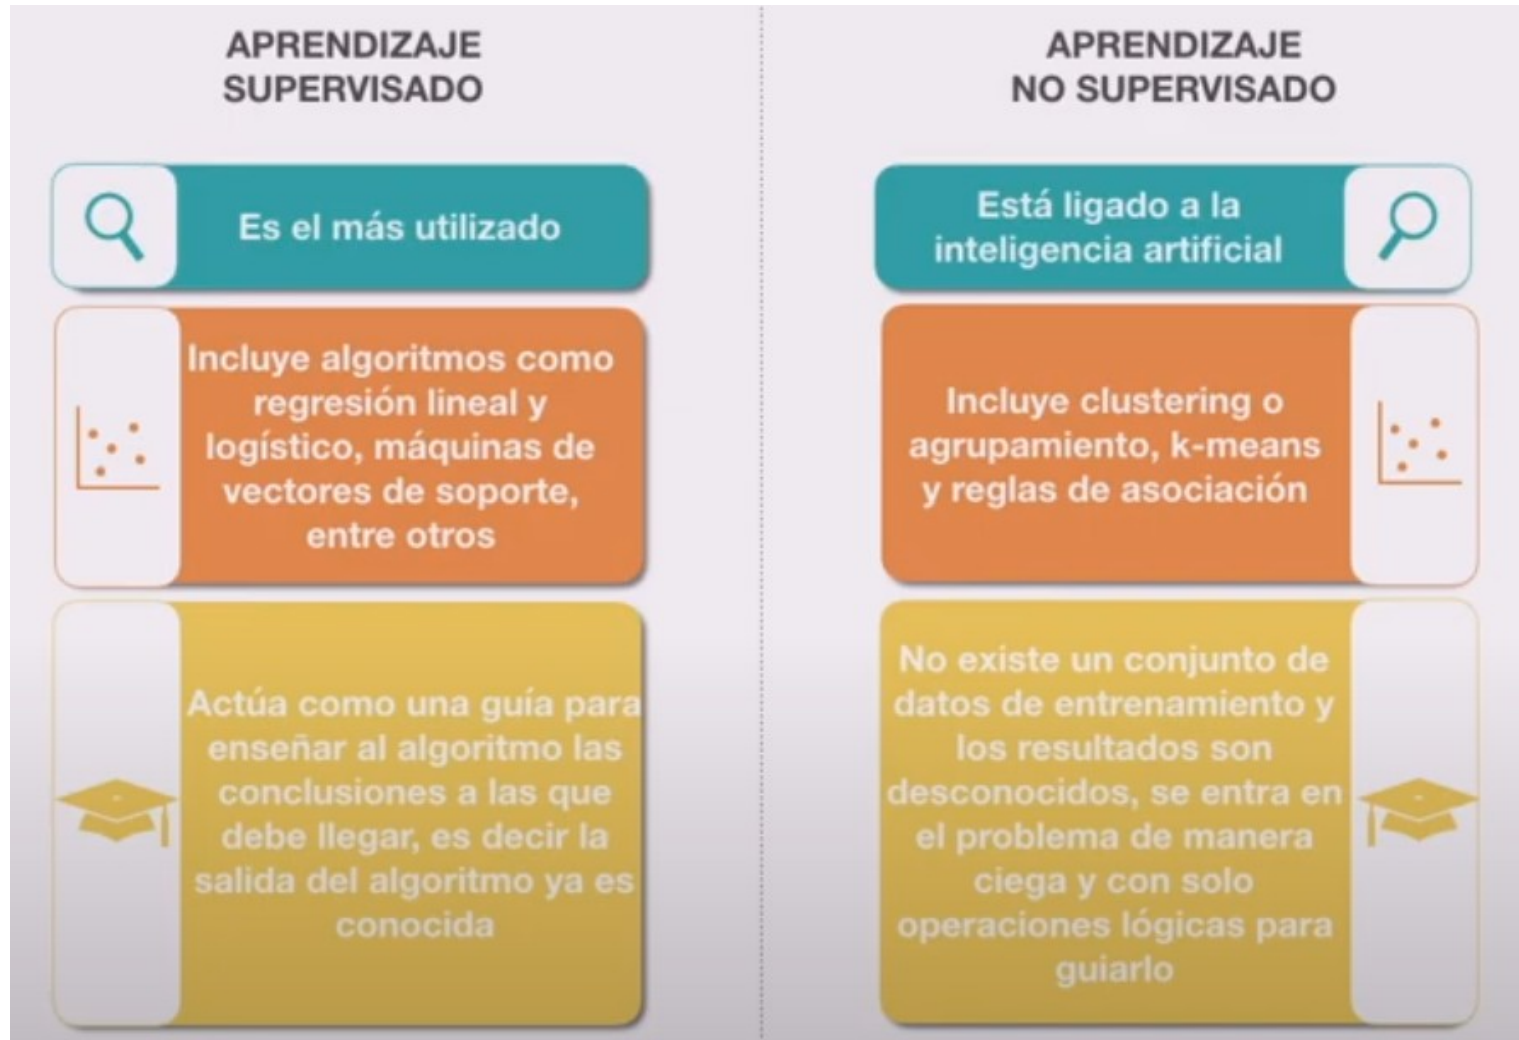 APRENDIZAJE
SUPERVISADO
Es el más utilizado
Incluye algoritmos como
regresión lineal y
logístico, máquinas de
vectores de soporte,
entre otros
Actúa como una guía para
enseñar al algoritmo las
conclusiones a las que
debe llegar, es decir la
salida del algoritmo ya es
conocida
APRENDIZAJE
NO SUPERVISADO
Está ligado a la
inteligencia artificial
Incluye clustering o
agrupamiento, k-means
y reglas de asociación
No existe un conjunto de
datos de entrenamiento y
los resultados son
desconocidos, se entra en
el problema de manera
ciega y con solo
operaciones lógicas para
guiarlo